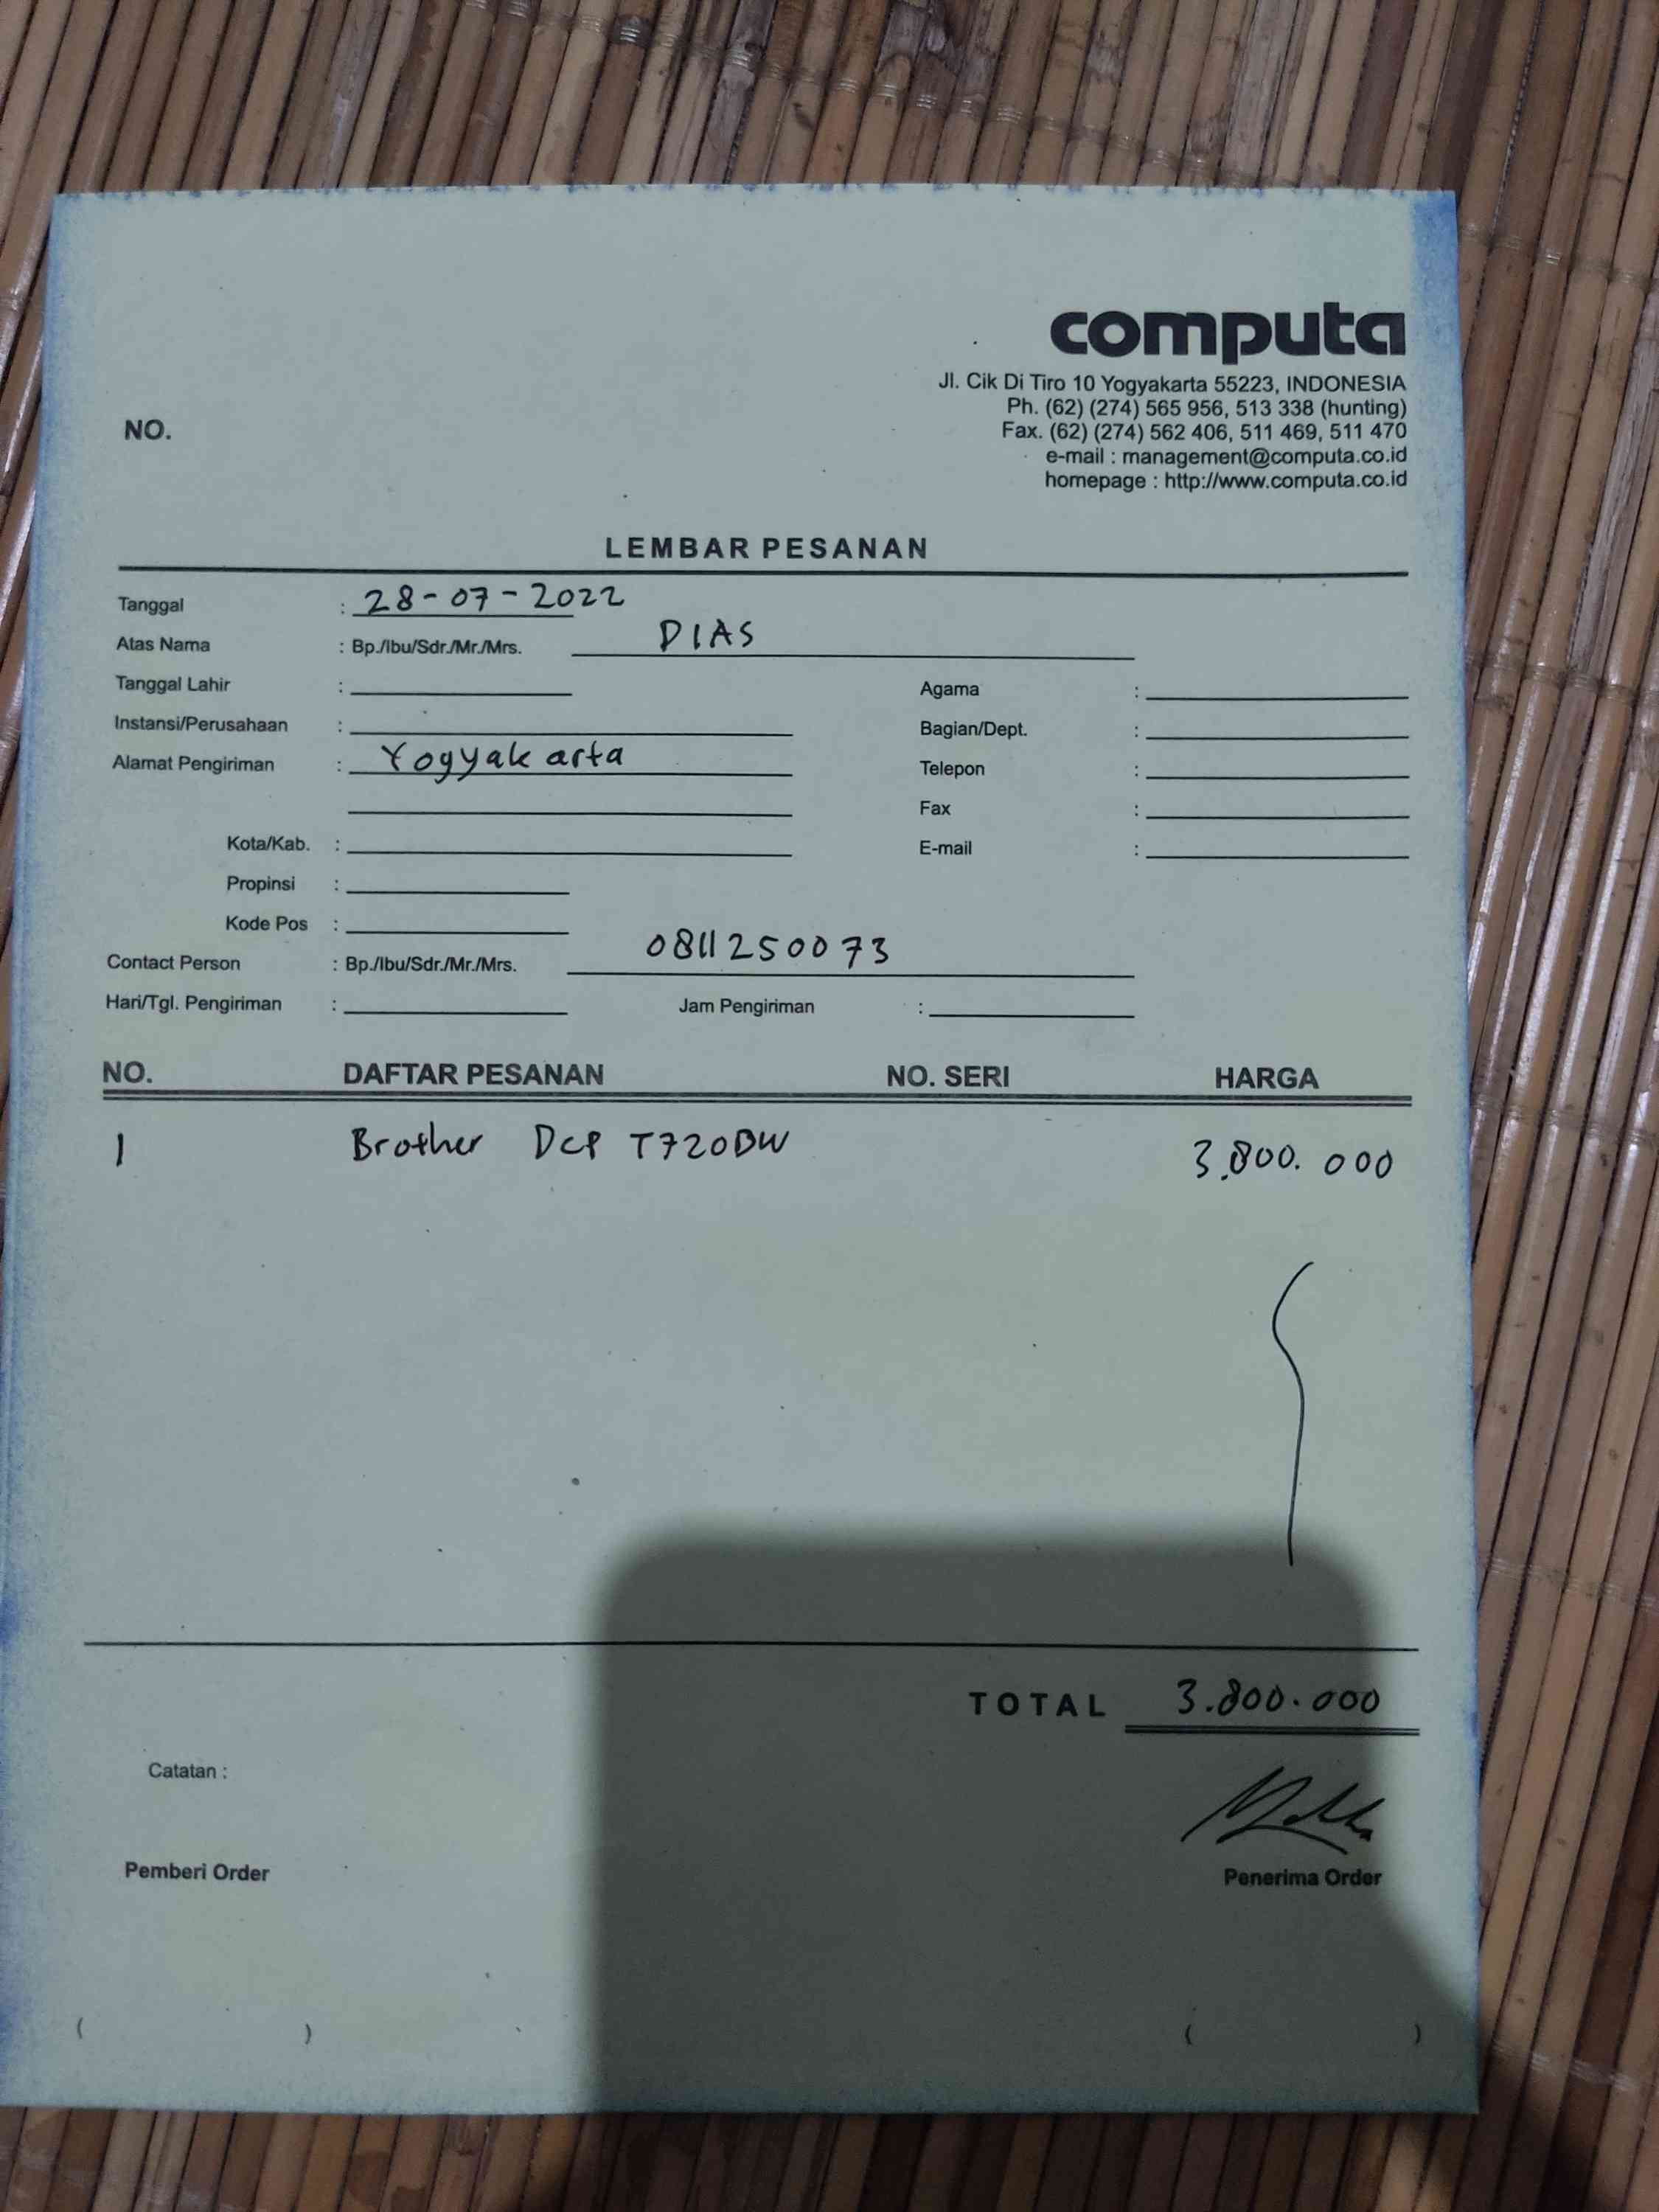 computa
Jl. Cik Di Tiro 10 Yogyakarta 55223, INDONESIA
Ph. (62) (274) 565 956, 513 338 (hunting)
Fax. (62) (274) 562 406, 511 469, 511 470
e-mail : management@computa.co.id
homepage : http://www.computa.co.id
NO.
LEMBAR PESANAN
Tanggal : 28-07-2022
Atas Nama : Bp./Ibu/Sdr./Mr./Mrs. DIAS
Tanggal Lahir : Agama :
Instansi/Perusahaan : Bagian/Dept. :
Alamat Pengiriman : Yogyakarta Telepon :
Fax :
Kota/Kab. : E-mail :
Propinsi :
Kode Pos :
Contact Person : Bp./Ibu/Sdr./Mr./Mrs. 0811250073
Hari/Tgl. Pengiriman : Jam Pengiriman :
NO. DAFTAR PESANAN NO. SERI HARGA
1 Brother DCP T720DW 3.800.000
TOTAL 3.800.000
Catatan :
Pemberi Order Penerima Order
( ) ( )